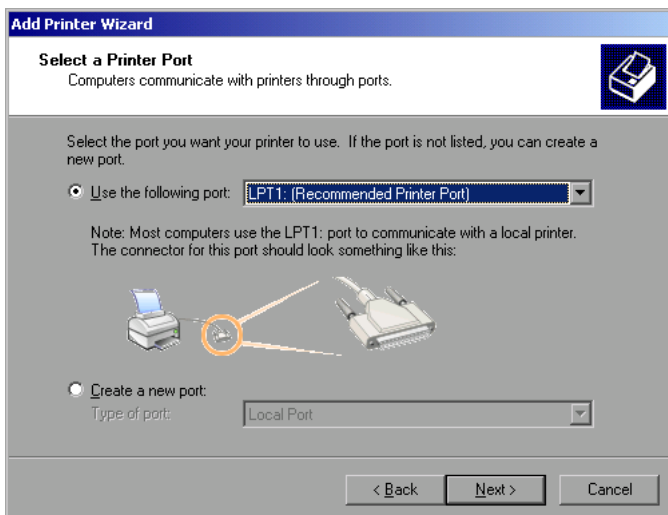 Add Printer Wizard
Select a Printer Port
Computers communicate with printers through ports.
Select the port you want your printer to use. If the port is not listed, you can create a
new port.
Use the following port: LPT1: (Recommended Printer Port)
Note: Most computers use the LPT1: port to communicate with a local printer.
The connector for this port should look something like this:
Create a new port:
Type of port: Local Port
< Back Next > Cancel